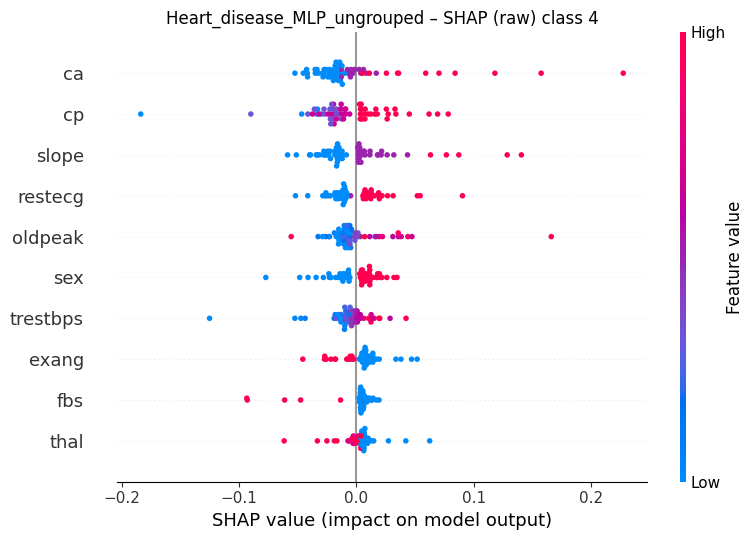 Heart_disease_MLP_ungrouped – SHAP (raw) class 4
High
ca
cp
slope
restecg
oldpeak
sex
trestbps
exang
fbs
thal
Feature value
Low
−0.2 −0.1 0.0 0.1 0.2
SHAP value (impact on model output)